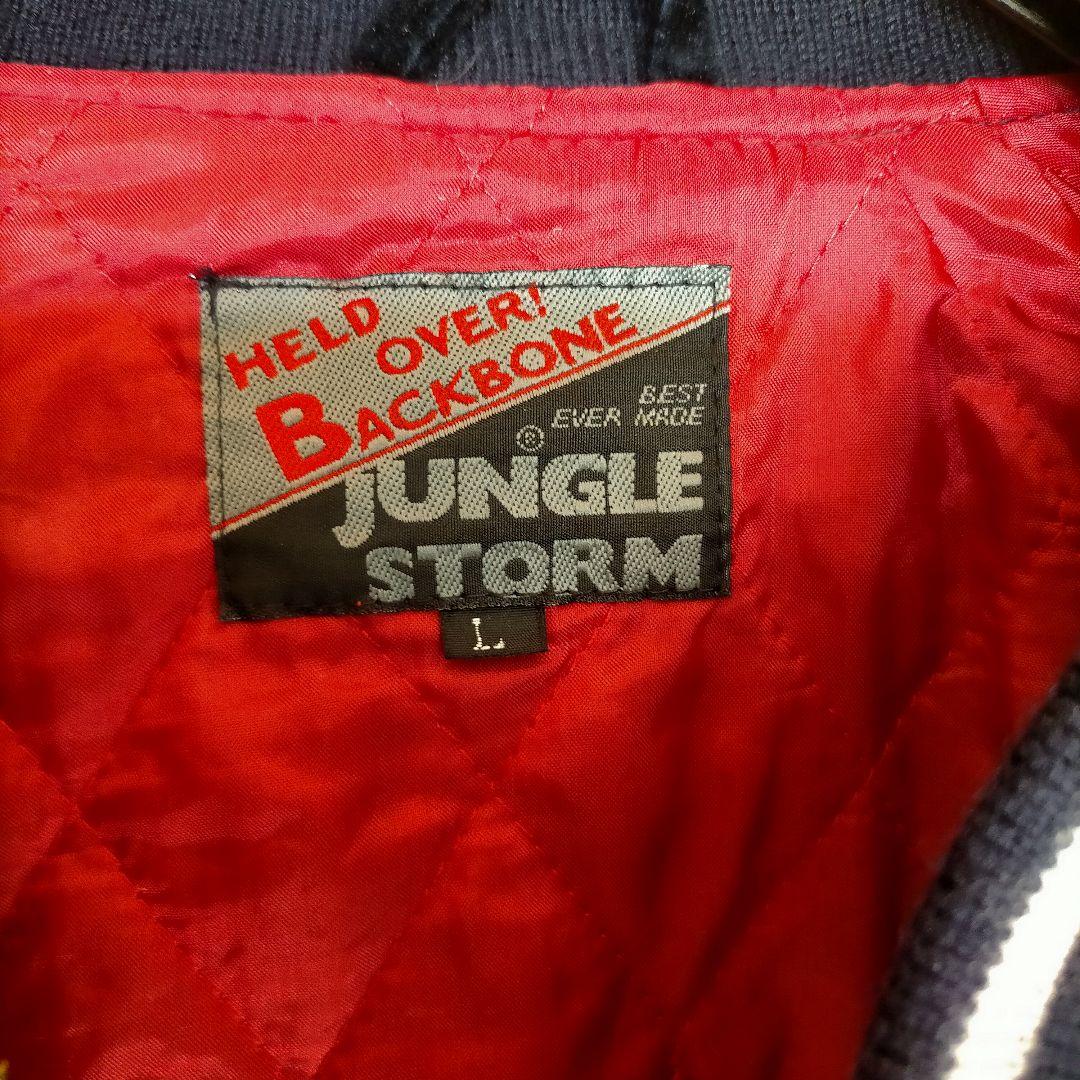 HELD
OVER!
BACKBONE
BEST
EVER MADE
®
JUNGLE
STORM
L